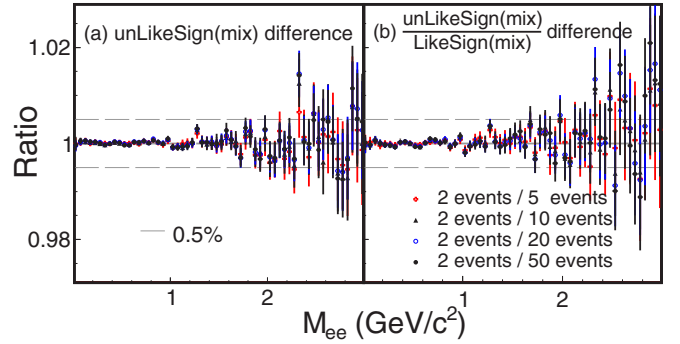 (a) unLikeSign(mix) difference
(b) unLikeSign(mix)
LikeSign(mix) difference
Ratio
1.02
1
0.98
0.5%
2 events / 5 events
2 events / 10 events
2 events / 20 events
2 events / 50 events
1 2 1 2
M_ee (GeV/c²)